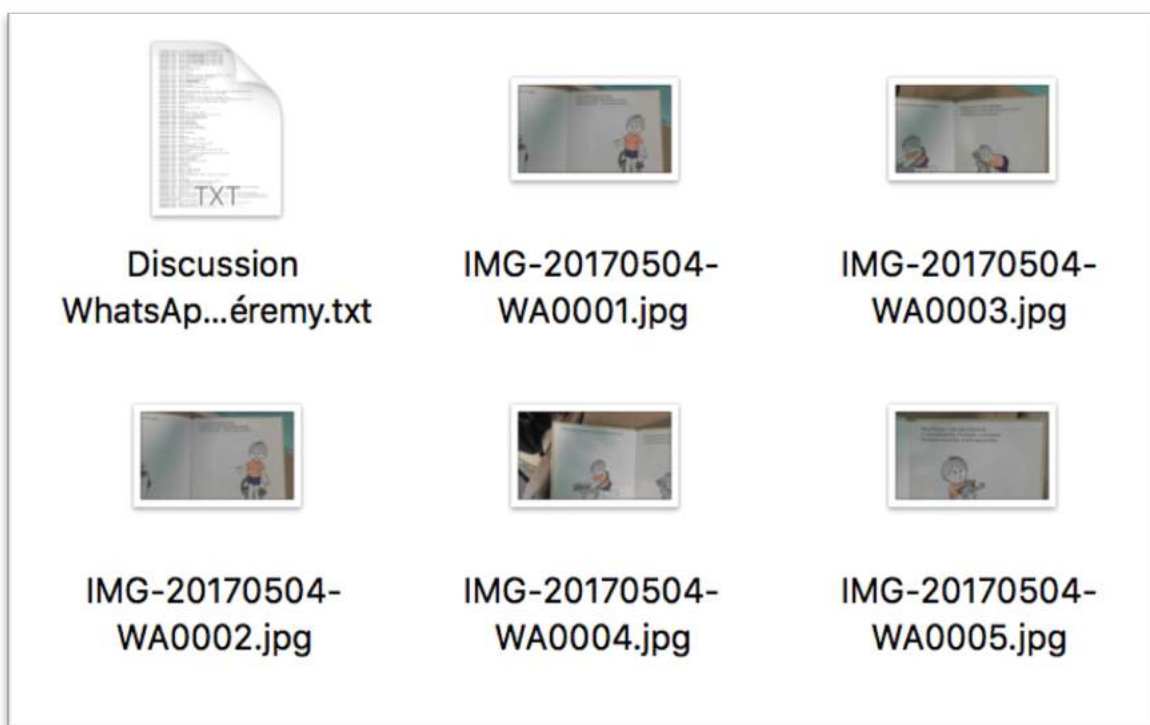 TXT
Discussion
WhatsAp...éremy.txt
IMG-20170504-
WA0001.jpg
IMG-20170504-
WA0003.jpg
IMG-20170504-
WA0002.jpg
IMG-20170504-
WA0004.jpg
IMG-20170504-
WA0005.jpg